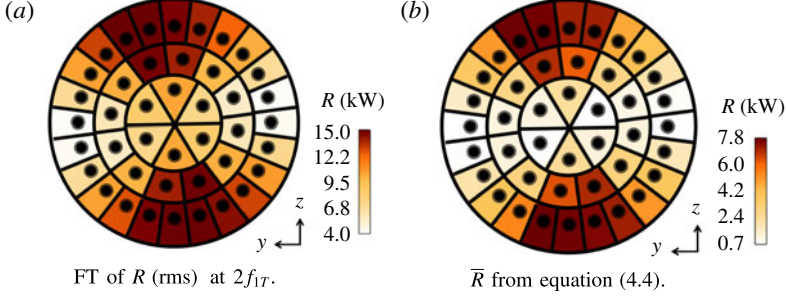 (a)
(b)
R (kW)
15.0
12.2
9.5
6.8
4.0
z
y
FT of R (rms) at 2f1T.
R (kW)
7.8
6.0
4.2
2.4
0.7
z
y
R̅ from equation (4.4).